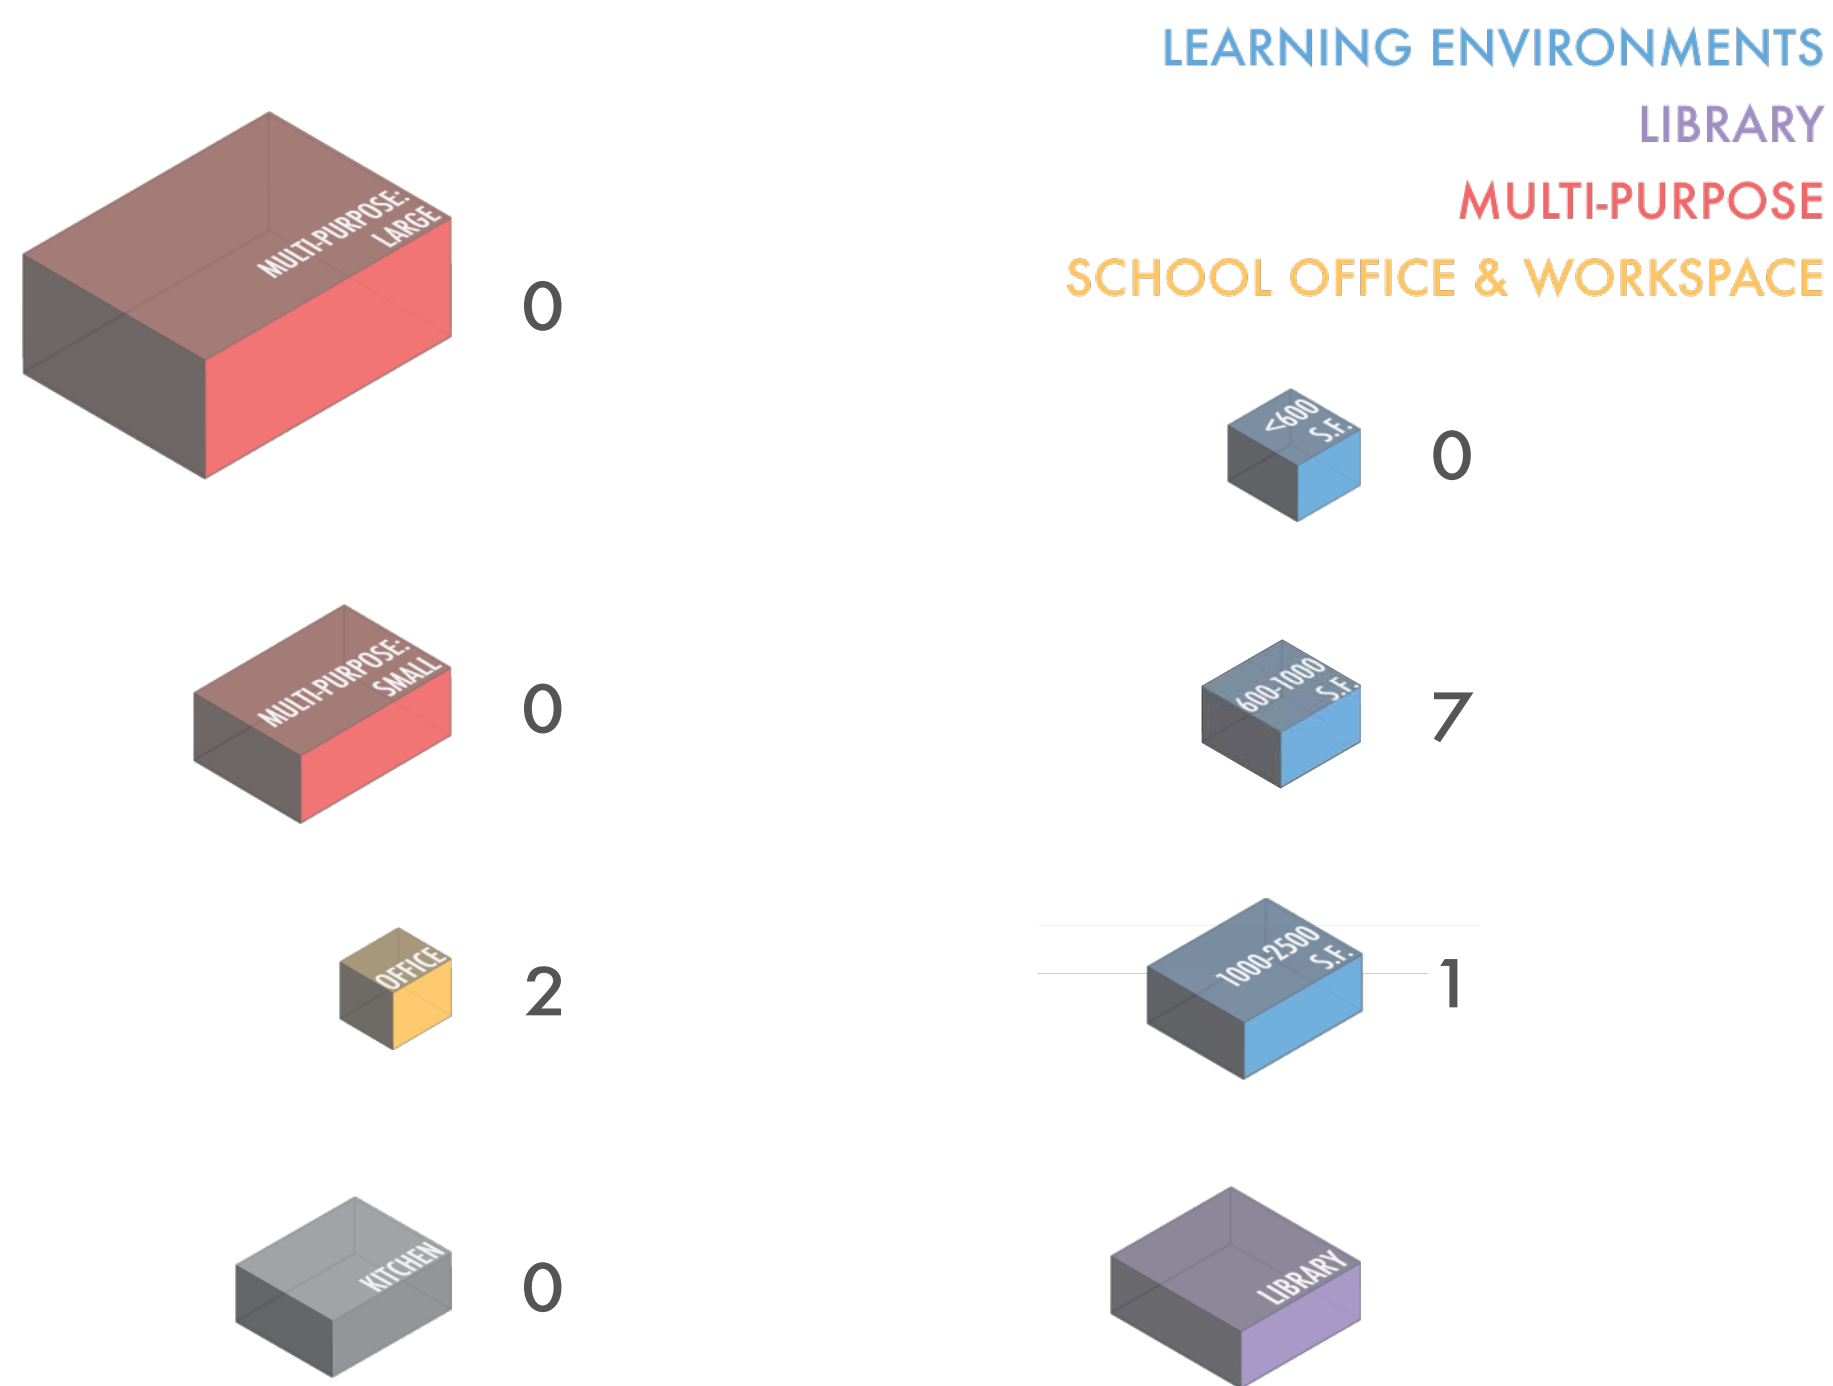 LEARNING ENVIRONMENTS
LIBRARY
MULTI-PURPOSE
SCHOOL OFFICE & WORKSPACE
MULTI-PURPOSE:
LARGE
0
MULTI-PURPOSE:
SMALL
0
OFFICE
2
KITCHEN
0
<600
S.F.
0
600-1000
S.F.
7
1000-2500
S.F.
1
LIBRARY